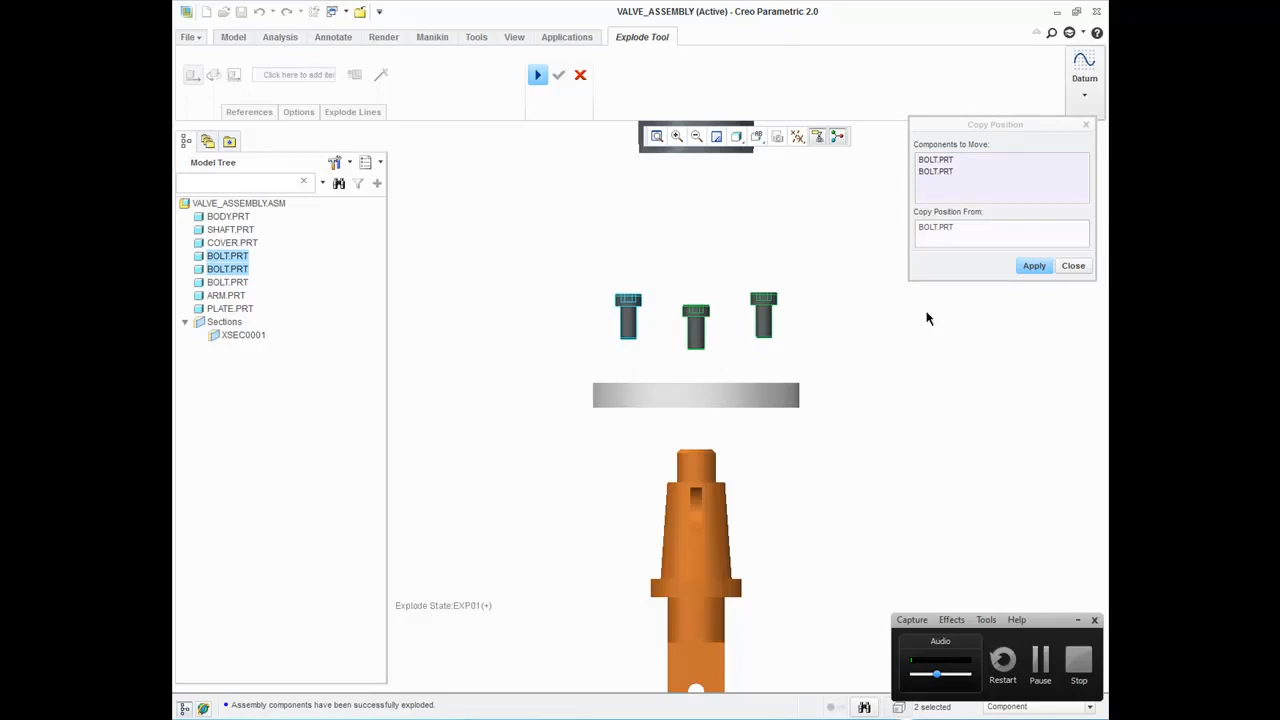 VALVE_ASSEMBLY (Active) - Creo Parametric 2.0
File Model Analysis Annotate Render Manikin Tools View Applications Explode Tool
Click here to add iter
References Options Explode Lines
Datum
Model Tree
VALVE_ASSEMBLY.ASM
BODY.PRT
SHAFT.PRT
COVER.PRT
BOLT.PRT
BOLT.PRT
BOLT.PRT
ARM.PRT
PLATE.PRT
Sections
XSEC0001
Copy Position
Components to Move:
BOLT.PRT
BOLT.PRT
Copy Position From:
BOLT.PRT
Apply Close
Explode State:EXP01(+)
Capture Effects Tools Help
Audio
Restart Pause Stop
Assembly components have been successfully exploded.
2 selected Component